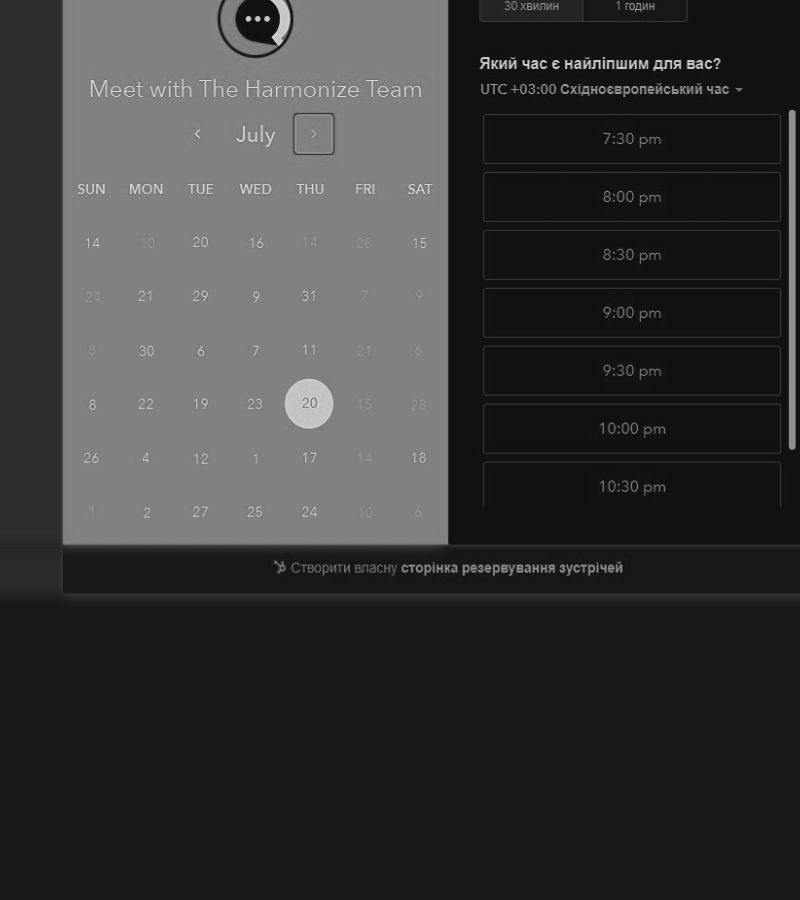 Meet with The Harmonize Team
July
SUN MON TUE WED THU FRI SAT
14 10 20 16 14 28 15
24 21 29 9 31 7 9
8 30 6 7 11 21 6
8 22 19 23 20 15 28
26 4 12 1 17 14 18
1 2 27 25 24 10 6
30 хвилин 1 годин
Який час є найліпшим для вас?
UTC +03:00 Східноєвропейський час
7:30 pm
8:00 pm
8:30 pm
9:00 pm
9:30 pm
10:00 pm
10:30 pm
Створити власну сторінка резервування зустрічей